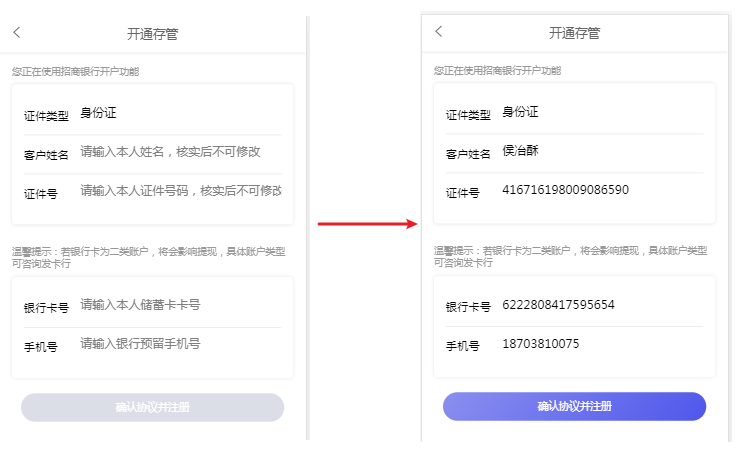 开通存管
您正在使用招商银行开户功能
证件类型 身份证
客户姓名 请输入本人姓名，核实后不可修改
证件号 请输入本人证件号码，核实后不可修改
温馨提示：若银行卡为二类账户，将会影响提现，具体账户类型
可咨询发卡行
银行卡号 请输入本人储蓄卡卡号
手机号 请输入银行预留手机号
确认协议并注册
开通存管
您正在使用招商银行开户功能
证件类型 身份证
客户姓名 侯冶酥
证件号 416716198009086590
温馨提示：若银行卡为二类账户，将会影响提现，具体账户类型
可咨询发卡行
银行卡号 6222808417595654
手机号 18703810075
确认协议并注册